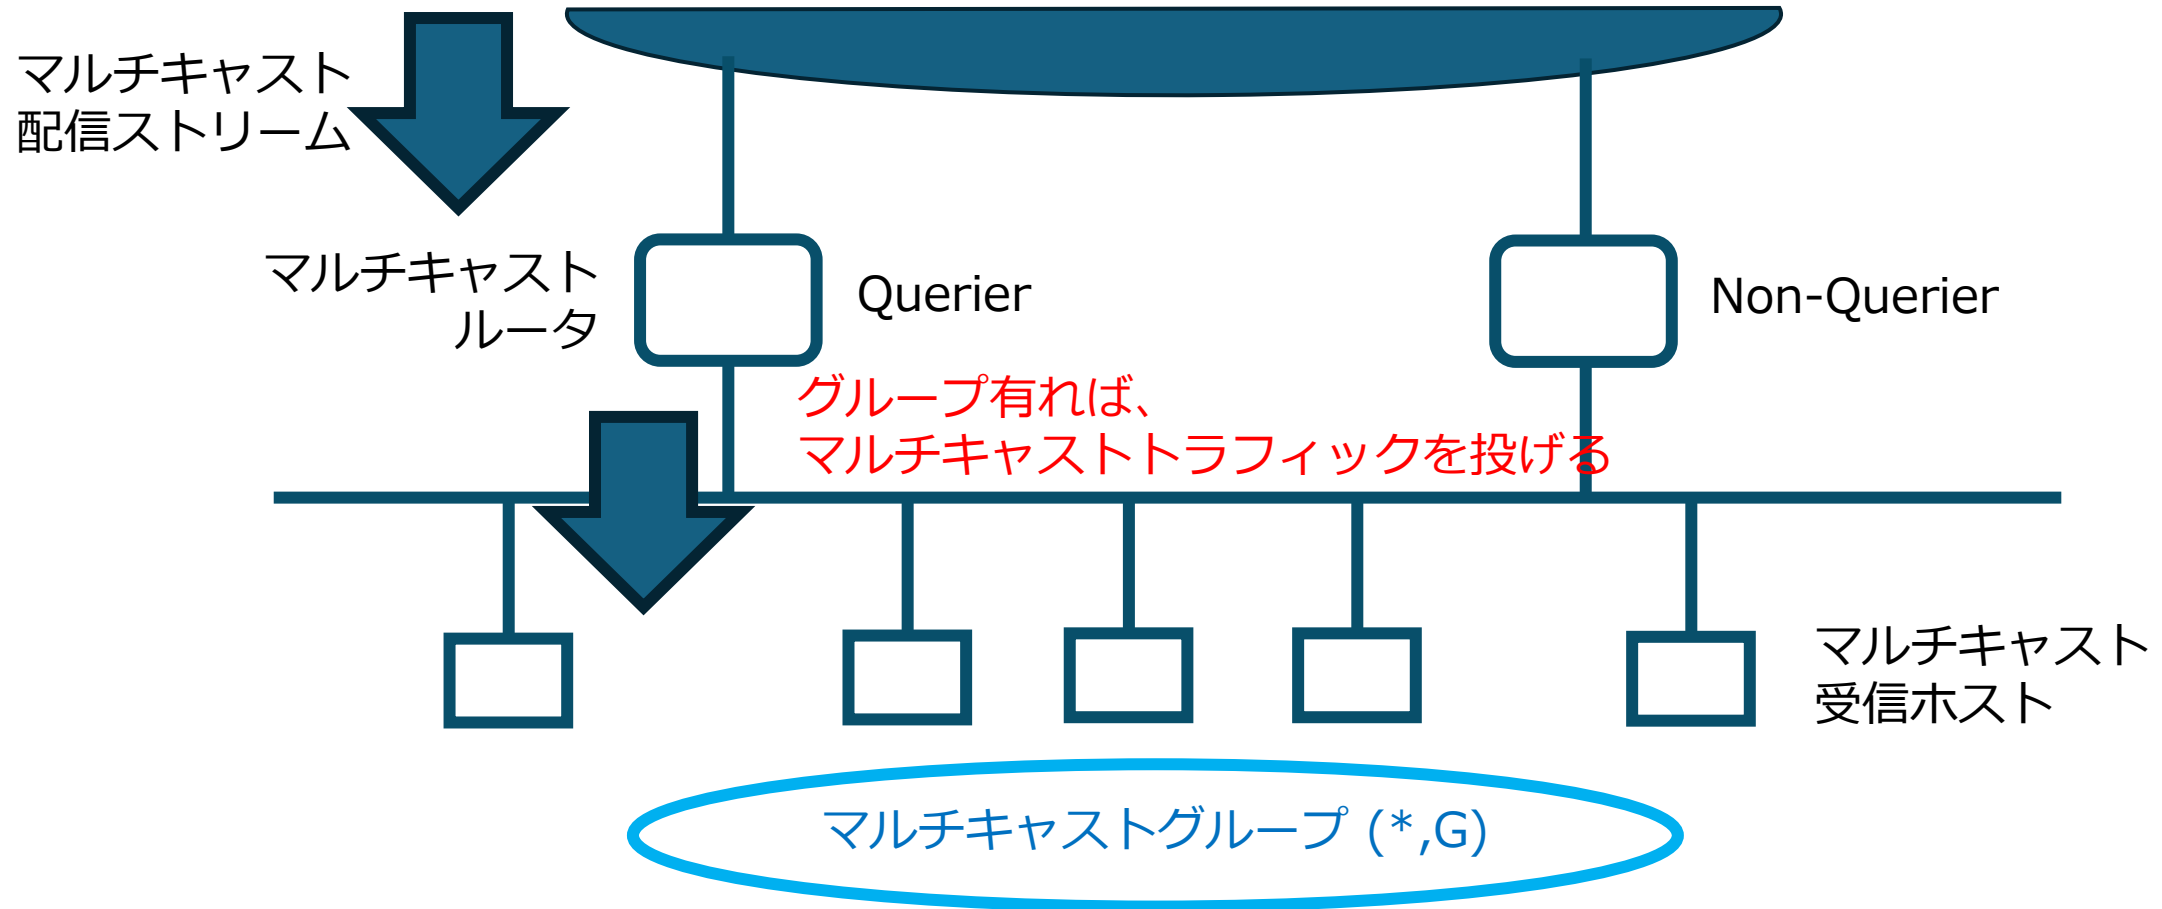 マルチキャスト
配信ストリーム
マルチキャスト
ルータ
Querier
Non-Querier
グループ有れば、
マルチキャストトラフィックを投げる
マルチキャスト
受信ホスト
マルチキャストグループ (*,G)